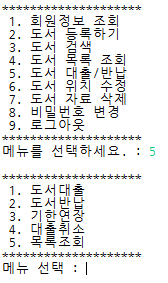 ********************
1. 회원정보 조회
2. 도서 등록하기
3. 도서 검색
4. 도서 목록 조회
5. 도서 대출/반납
6. 도서 위치 수정
7. 도서 자료 삭제
8. 비밀번호 변경
9. 로그아웃
********************
메뉴를 선택하세요. : 5
********************
1. 도서대출
2. 도서반납
3. 기한연장
4. 대출취소
5. 목록조회
********************
메뉴 선택 :